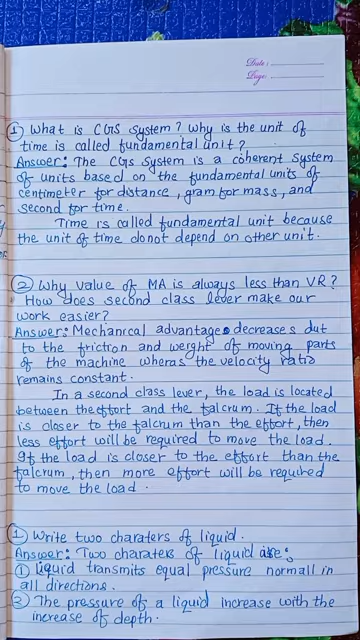 Date:
Page:
① What is CGS system? Why is the unit of
time is called fundamental unit?
Answer: The CGS system is a coherent system
of units based on the fundamental units of
centimeter for distance, gram for mass, and
second for time.
Time is called fundamental unit because
the unit of time donot depend on other unit.
② Why value of MA is always less than VR?
How does second class lever make our
work easier?
Answer: Mechanical advantage decreases dut
to the friction and weight of moving parts
of the machine wheras the velocity ratio
remains constant.
In a second class lever, the load is located
between the effort and the falcrum. If the load
is closer to the falcrum than the effort, then
less effort will be required to move the load.
If the load is closer to the effort than the
falcrum, then more effort will be required
to move the load.
① Write two charaters of liquid.
Answer: Two charaters of liquid are:
① Liquid transmits equal pressure normall in
all directions.
② The pressure of a liquid increase with the
increase of depth.